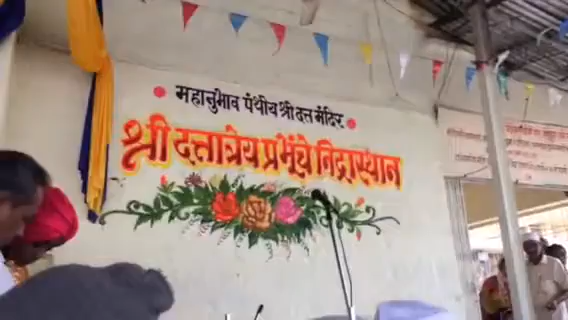 महानुभाव पंथीय श्री दत्त मंदिर
श्री दत्तात्रेय प्रभूंचे निद्रास्थान